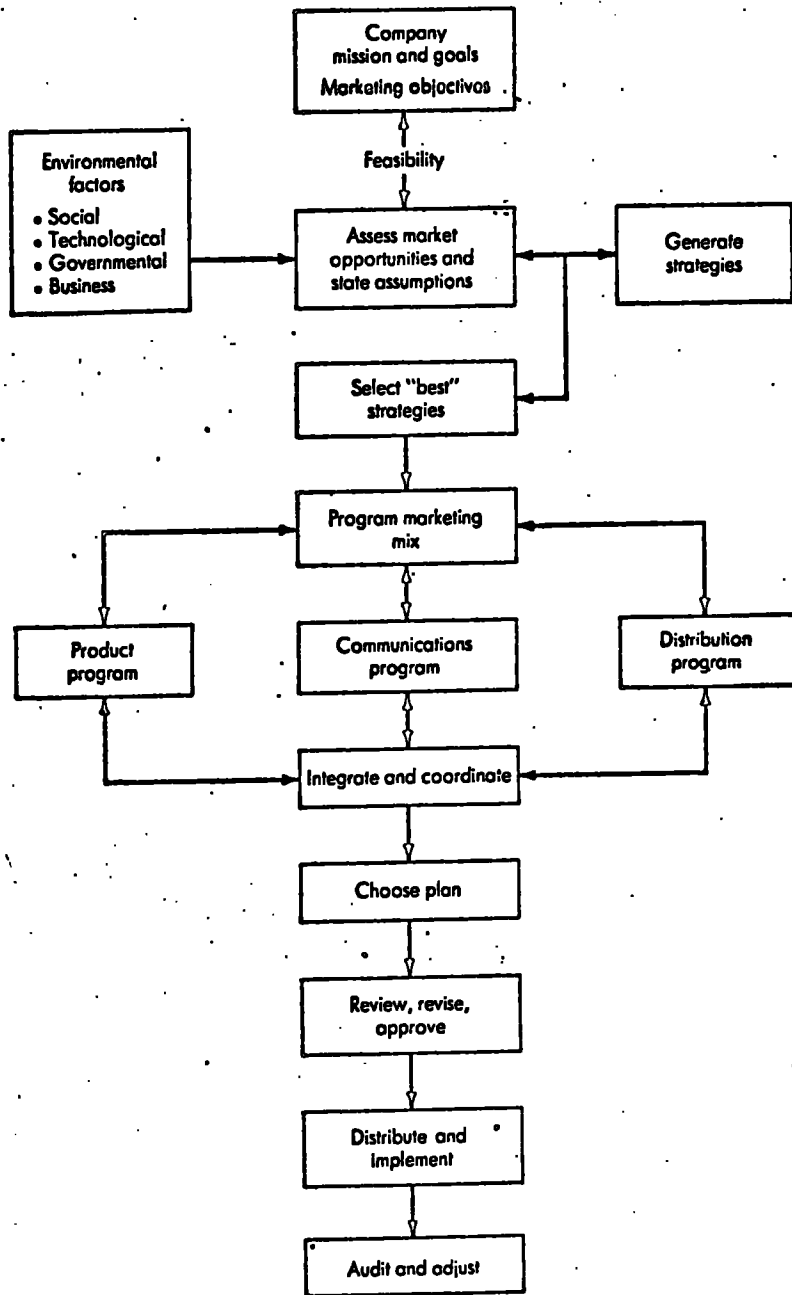 Company
mission and goals
Marketing objectivos
Feasibility
Environmental
factors
• Social
• Technological
• Governmental
• Business
Assess market
opportunities and
state assumptions
Generate
strategies
Select "best"
strategies
Program marketing
mix
Product
program
Communications
program
Distribution
program
Integrate and coordinate
Choose plan
Review, revise,
approve
Distribute and
implement
Audit and adjust